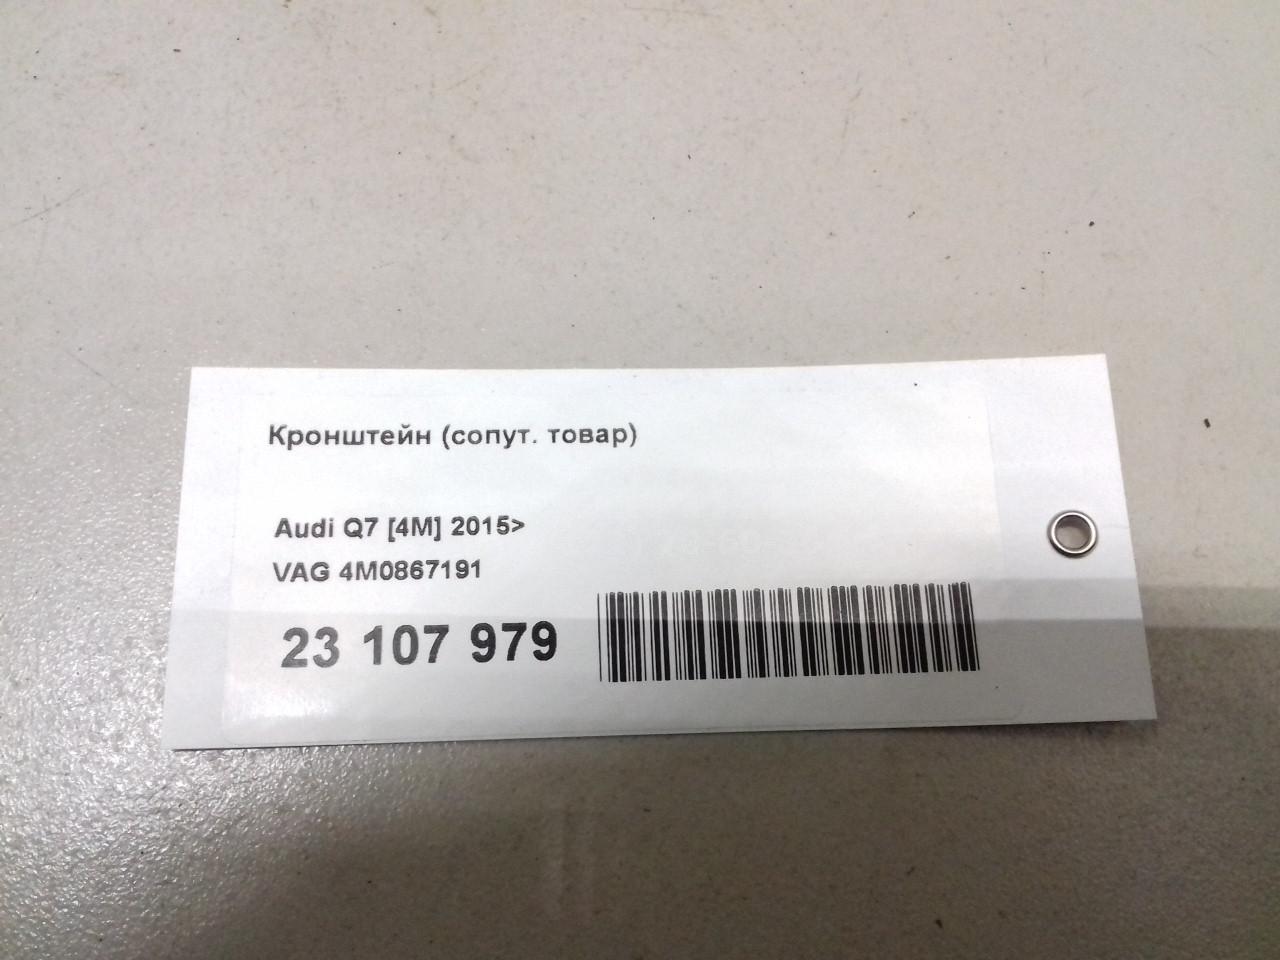 Кронштейн (сопут. товар)
Audi Q7 [4M] 2015>
VAG 4M0867191
23 107 979